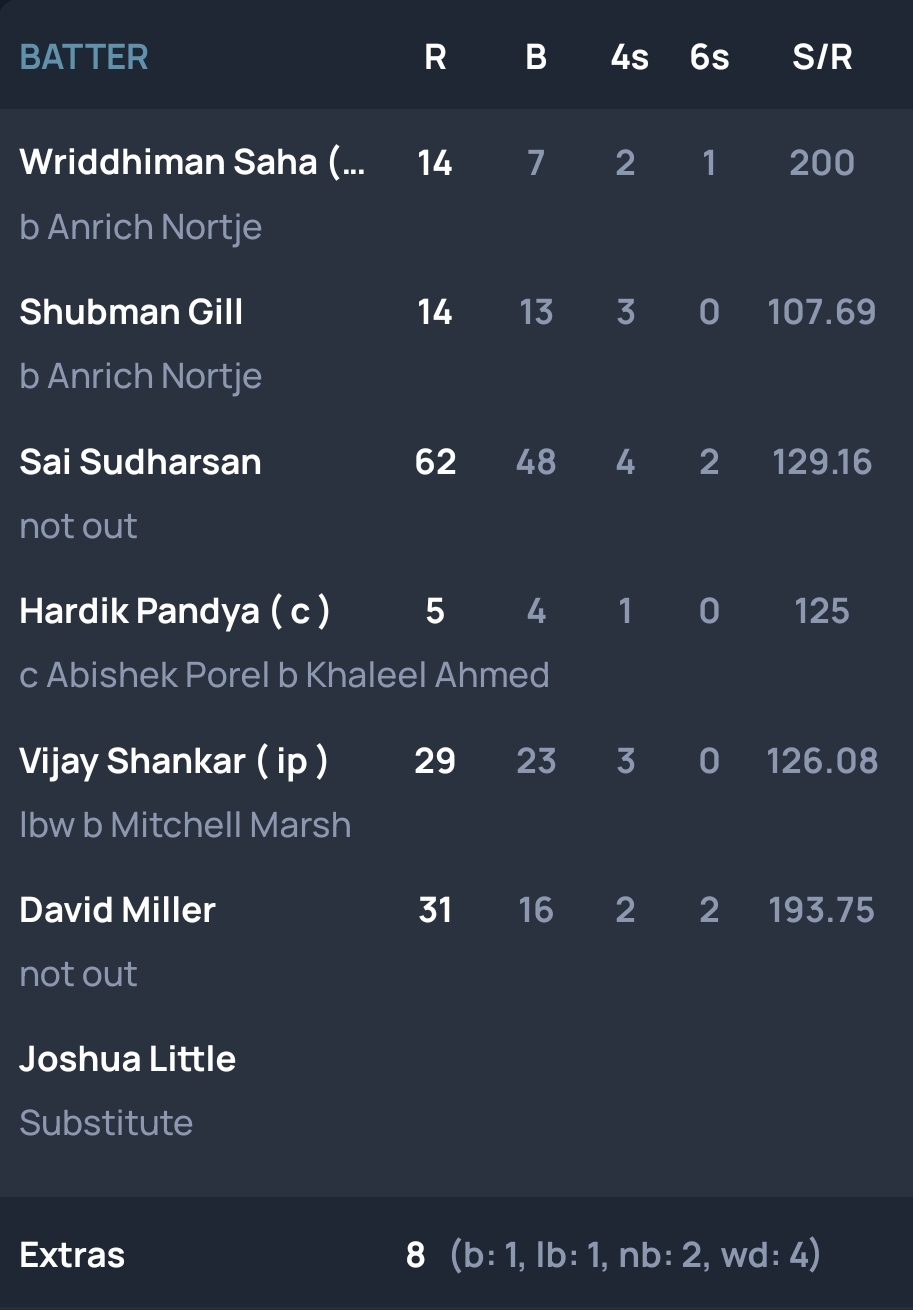 BATTER R B 4s 6s S/R
Wriddhiman Saha (... 14 7 2 1 200
b Anrich Nortje
Shubman Gill 14 13 3 0 107.69
b Anrich Nortje
Sai Sudharsan 62 48 4 2 129.16
not out
Hardik Pandya ( c ) 5 4 1 0 125
c Abishek Porel b Khaleel Ahmed
Vijay Shankar ( ip ) 29 23 3 0 126.08
lbw b Mitchell Marsh
David Miller 31 16 2 2 193.75
not out
Joshua Little
Substitute
Extras 8 (b: 1, lb: 1, nb: 2, wd: 4)